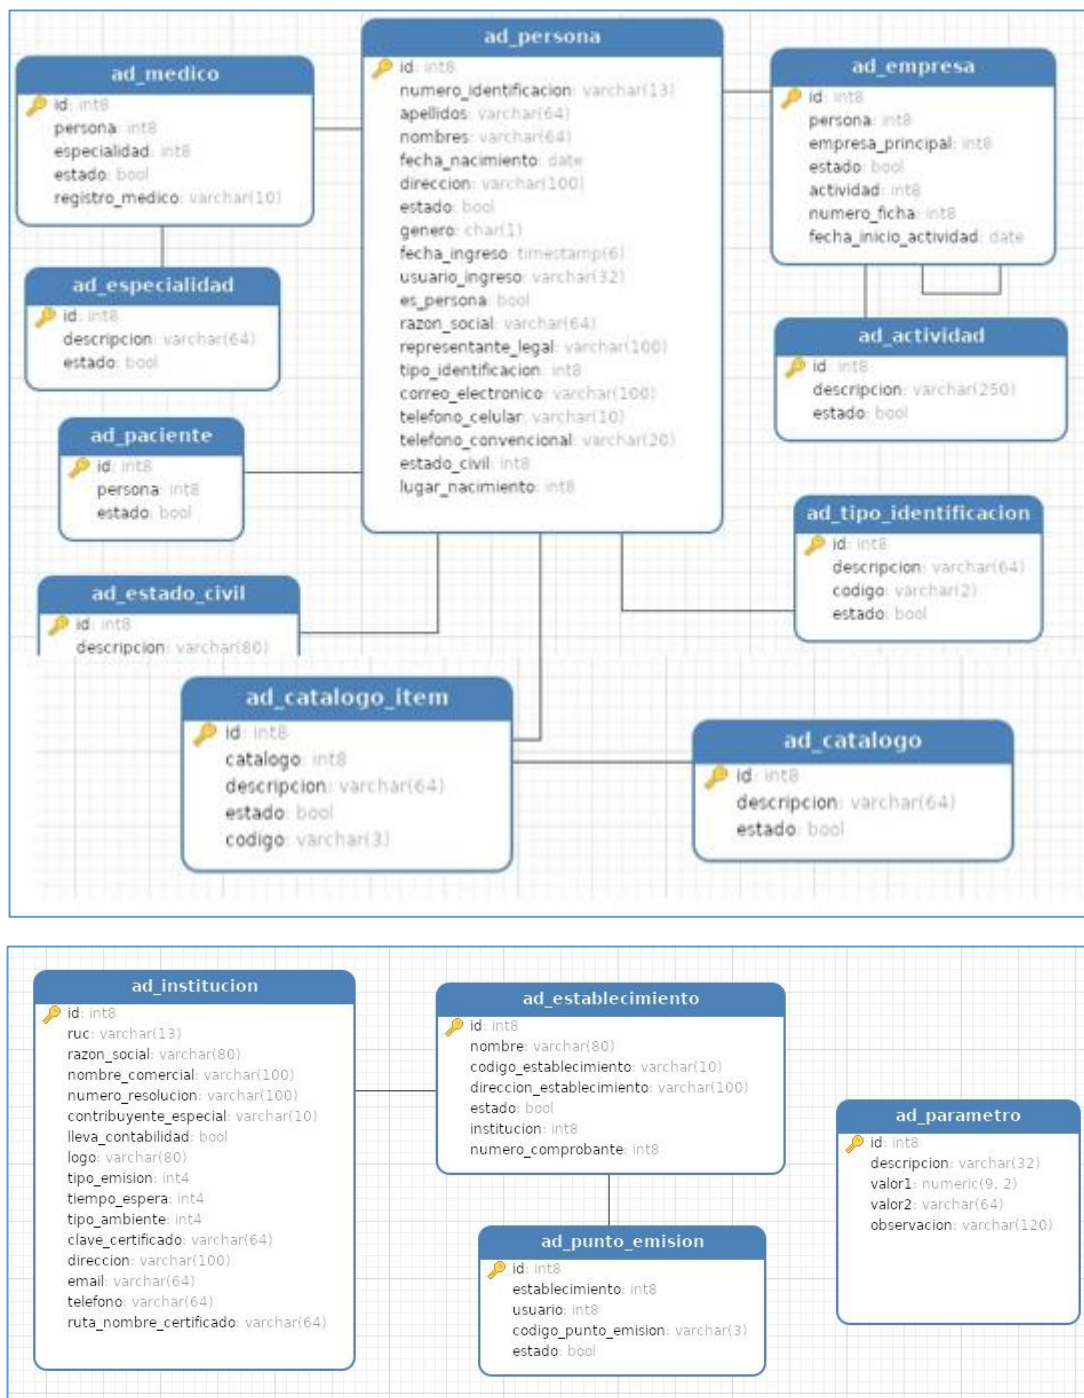 ad_persona
id: int8
numero_identificacion: varchar(13)
apellidos: varchar(64)
nombres: varchar(64)
fecha_nacimiento: date
direccion: varchar(100)
estado: bool
genero: char(1)
fecha_ingreso: timestamp(6)
usuario_ingreso: varchar(32)
es_persona: bool
razon_social: varchar(64)
representante_legal: varchar(100)
tipo_identificacion: int8
correo_electronico: varchar(100)
telefono_celular: varchar(10)
telefono_convencional: varchar(20)
estado_civil: int8
lugar_nacimiento: int8
ad_medico
id: int8
persona: int8
especialidad: int8
estado: bool
registro_medico: varchar(10)
ad_empresa
id: int8
persona: int8
empresa_principal: int8
estado: bool
actividad: int8
numero_ficha: int8
fecha_inicio_actividad: date
ad_especialidad
id: int8
descripcion: varchar(64)
estado: bool
ad_actividad
id: int8
descripcion: varchar(250)
estado: bool
ad_paciente
id: int8
persona: int8
estado: bool
ad_tipo_identificacion
id: int8
descripcion: varchar(64)
codigo: varchar(2)
estado: bool
ad_estado_civil
id: int8
descripcion: varchar(80)
ad_catalogo_item
id: int8
catalogo: int8
descripcion: varchar(64)
estado: bool
codigo: varchar(3)
ad_catalogo
id: int8
descripcion: varchar(64)
estado: bool
ad_institucion
id: int8
ruc: varchar(13)
razon_social: varchar(80)
nombre_comercial: varchar(100)
numero_resolucion: varchar(100)
contribuyente_especial: varchar(10)
lleva_contabilidad: bool
logo: varchar(80)
tipo_emision: int4
tiempo_espera: int4
tipo_ambiente: int4
clave_certificado: varchar(64)
direccion: varchar(100)
email: varchar(64)
telefono: varchar(64)
ruta_nombre_certificado: varchar(64)
ad_establecimiento
id: int8
nombre: varchar(80)
codigo_establecimiento: varchar(10)
direccion_establecimiento: varchar(100)
estado: bool
institucion: int8
numero_comprobante: int8
ad_parametro
id: int8
descripcion: varchar(32)
valor1: numeric(9, 2)
valor2: varchar(64)
observacion: varchar(120)
ad_punto_emision
id: int8
establecimiento: int8
usuario: int8
codigo_punto_emision: varchar(3)
estado: bool